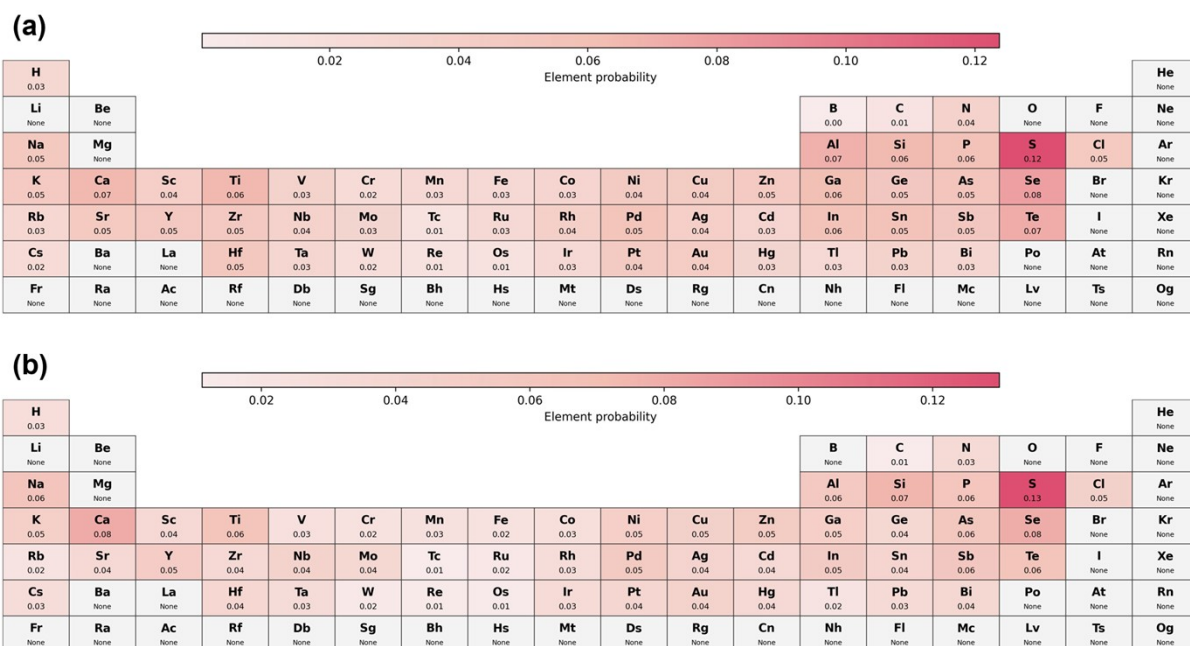 (a)
0.02 0.04 0.06 0.08 0.10 0.12
Element probability
H He
0.03 None
Li Be B C N O F Ne
None None 0.00 0.01 0.04 None None None
Na Mg Al Si P S Cl Ar
0.05 None 0.07 0.06 0.06 0.12 0.05 None
K Ca Sc Ti V Cr Mn Fe Co Ni Cu Zn Ga Ge As Se Br Kr
0.05 0.07 0.04 0.06 0.03 0.02 0.03 0.03 0.03 0.04 0.04 0.05 0.06 0.05 0.05 0.08 None None
Rb Sr Y Zr Nb Mo Tc Ru Rh Pd Ag Cd In Sn Sb Te I Xe
0.03 0.05 0.05 0.05 0.04 0.03 0.01 0.03 0.04 0.05 0.04 0.03 0.06 0.05 0.05 0.07 None None
Cs Ba La Hf Ta W Re Os Ir Pt Au Hg Tl Pb Bi Po At Rn
0.02 None None 0.05 0.03 0.02 0.01 0.01 0.03 0.04 0.04 0.03 0.03 0.03 0.03 None None None
Fr Ra Ac Rf Db Sg Bh Hs Mt Ds Rg Cn Nh Fl Mc Lv Ts Og
None None None None None None None None None None None None None None None None None None
(b)
0.02 0.04 0.06 0.08 0.10 0.12
Element probability
H He
0.03 None
Li Be B C N O F Ne
None None None 0.01 0.03 None None None
Na Mg Al Si P S Cl Ar
0.06 None 0.06 0.07 0.06 0.13 0.05 None
K Ca Sc Ti V Cr Mn Fe Co Ni Cu Zn Ga Ge As Se Br Kr
0.05 0.08 0.04 0.06 0.03 0.02 0.03 0.02 0.03 0.05 0.05 0.05 0.05 0.04 0.06 0.08 None None
Rb Sr Y Zr Nb Mo Tc Ru Rh Pd Ag Cd In Sn Sb Te I Xe
0.02 0.04 0.05 0.04 0.04 0.04 0.01 0.02 0.03 0.05 0.04 0.04 0.05 0.04 0.06 0.06 None None
Cs Ba La Hf Ta W Re Os Ir Pt Au Hg Tl Pb Bi Po At Rn
0.03 None None 0.04 0.03 0.02 0.01 0.01 0.03 0.04 0.04 0.04 0.02 0.03 0.04 None None None
Fr Ra Ac Rf Db Sg Bh Hs Mt Ds Rg Cn Nh Fl Mc Lv Ts Og
None None None None None None None None None None None None None None None None None None